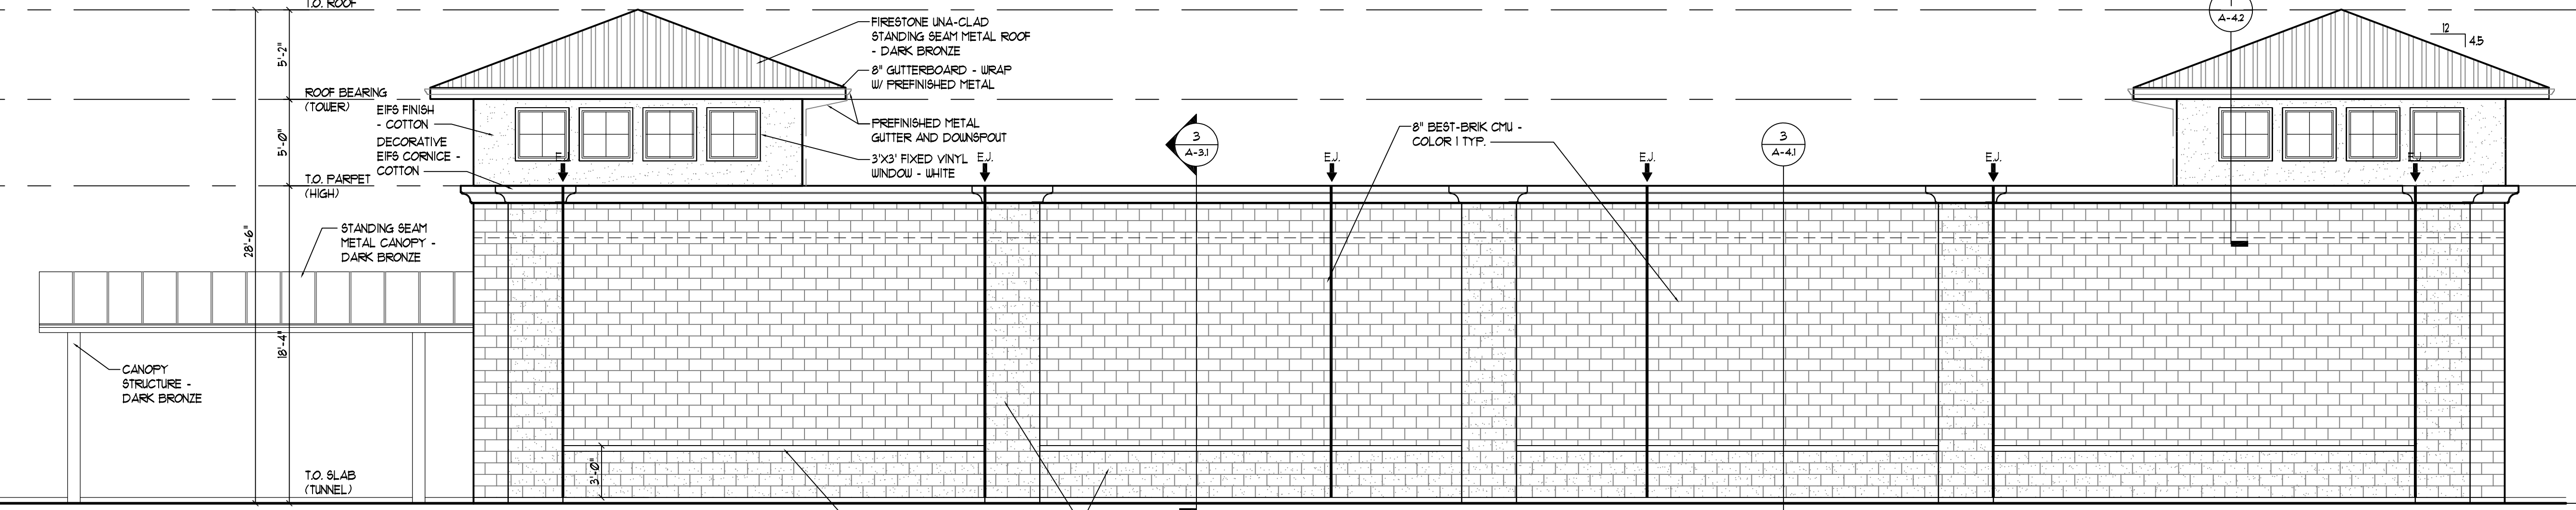 T.O. ROOF
5'-2"
ROOF BEARING
(TOWER)
5'-0"
T.O. PARPET
(HIGH)
28'-6"
18'-4"
T.O. SLAB
(TUNNEL)
EIFS FINISH
- COTTON
DECORATIVE
EIFS CORNICE -
COTTON
STANDING SEAM
METAL CANOPY -
DARK BRONZE
CANOPY
STRUCTURE -
DARK BRONZE
FIRESTONE UNA-CLAD
STANDING SEAM METAL ROOF
- DARK BRONZE
8" GUTTERBOARD - WRAP
W/ PREFINISHED METAL
PREFINISHED METAL
GUTTER AND DOWNSPOUT
3'X3' FIXED VINYL
WINDOW - WHITE
E.J.
E.J.
E.J.
E.J.
E.J.
E.J.
3
A-3.1
8" BEST-BRIK CMU -
COLOR 1 TYP.
3
A-4.1
1
A-4.2
12
4.5
3'-0"